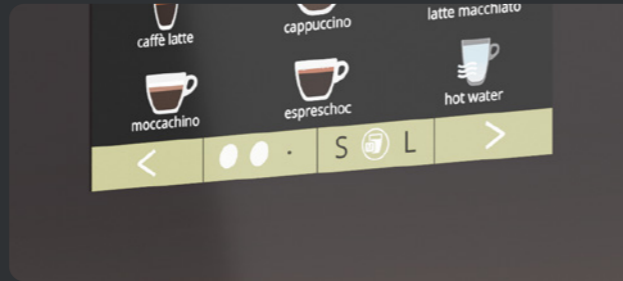 caffè latte
cappuccino
latte macchiato
moccachino
espreschoc
hot water
< S L >